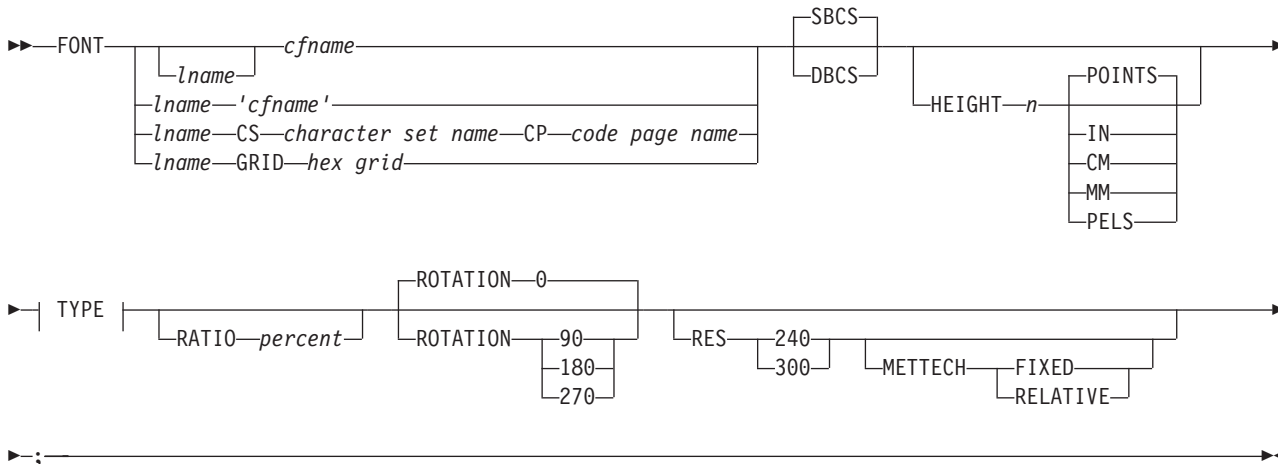 SBCS
FONT cfname
lname DBCS POINTS
lname 'cfname' HEIGHT n
lname CS character set name CP code page name IN
lname GRID hex grid CM
MM
PELS
ROTATION 0
TYPE
RATIO percent ROTATION 90 RES 240
180 300 METTECH FIXED
270 RELATIVE
;